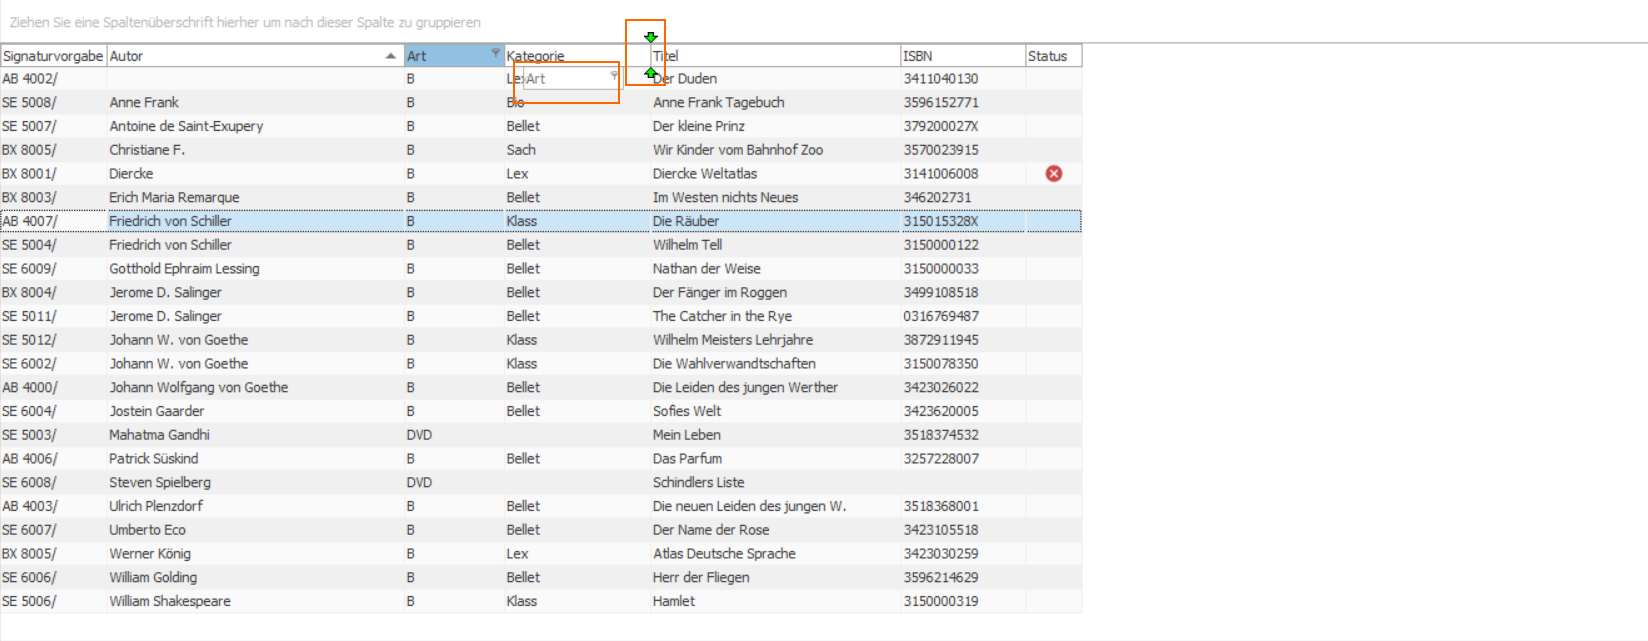 Ziehen Sie eine Spaltenüberschrift hierher um nach dieser Spalte zu gruppieren
Signaturvorgabe Autor Art Kategorie Titel ISBN Status
AB 4002/ B Lex Art Der Duden 3411040130
SE 5008/ Anne Frank B Bio Anne Frank Tagebuch 3596152771
SE 5007/ Antoine de Saint-Exupery B Bellet Der kleine Prinz 379200027X
BX 8005/ Christiane F. B Sach Wir Kinder vom Bahnhof Zoo 3570023915
BX 8001/ Diercke B Lex Diercke Weltatlas 3141006008
BX 8003/ Erich Maria Remarque B Bellet Im Westen nichts Neues 346202731
AB 4007/ Friedrich von Schiller B Klass Die Räuber 315015328X
SE 5004/ Friedrich von Schiller B Bellet Wilhelm Tell 3150000122
SE 6009/ Gotthold Ephraim Lessing B Bellet Nathan der Weise 3150000033
BX 8004/ Jerome D. Salinger B Bellet Der Fänger im Roggen 3499108518
SE 5011/ Jerome D. Salinger B Bellet The Catcher in the Rye 0316769487
SE 5012/ Johann W. von Goethe B Klass Wilhelm Meisters Lehrjahre 3872911945
SE 6002/ Johann W. von Goethe B Klass Die Wahlverwandtschaften 3150078350
AB 4000/ Johann Wolfgang von Goethe B Bellet Die Leiden des jungen Werther 3423026022
SE 6004/ Jostein Gaarder B Bellet Sofies Welt 3423620005
SE 5003/ Mahatma Gandhi DVD Mein Leben 3518374532
AB 4006/ Patrick Süskind B Bellet Das Parfum 3257228007
SE 6008/ Steven Spielberg DVD Schindlers Liste
AB 4003/ Ulrich Plenzdorf B Bellet Die neuen Leiden des jungen W. 3518368001
SE 6007/ Umberto Eco B Bellet Der Name der Rose 3423105518
BX 8005/ Werner König B Lex Atlas Deutsche Sprache 3423030259
SE 6006/ William Golding B Bellet Herr der Fliegen 3596214629
SE 5006/ William Shakespeare B Klass Hamlet 3150000319